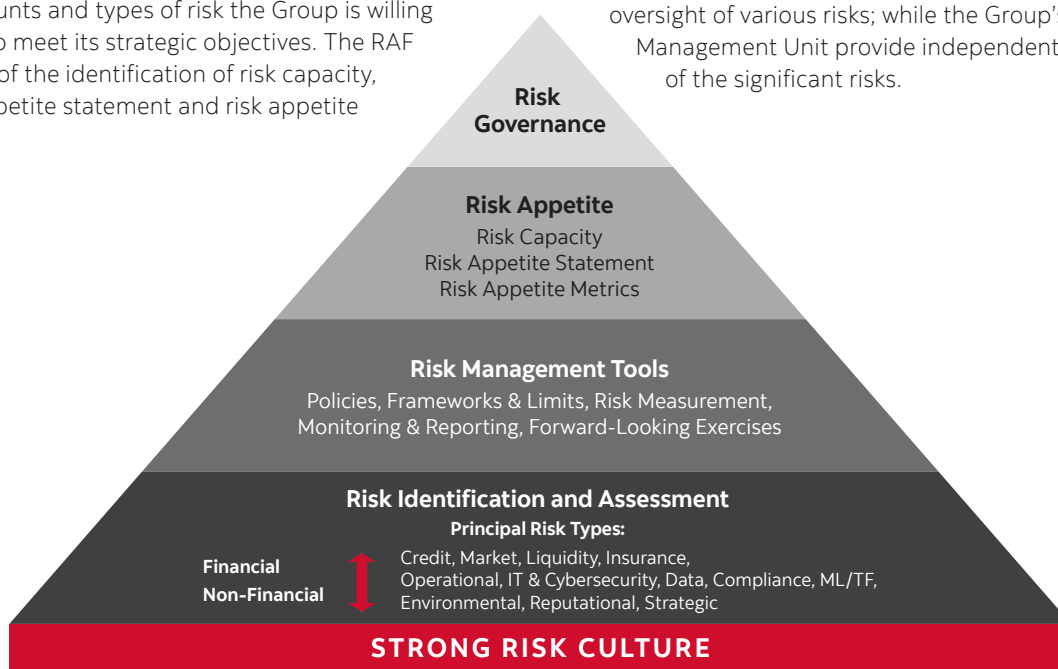 unts and types of risk the Group is willing
o meet its strategic objectives. The RAF
of the identification of risk capacity,
petite statement and risk appetite
oversight of various risks; while the Group's
Management Unit provide independent
of the significant risks.
Risk
Governance
Risk Appetite
Risk Capacity
Risk Appetite Statement
Risk Appetite Metrics
Risk Management Tools
Policies, Frameworks & Limits, Risk Measurement,
Monitoring & Reporting, Forward-Looking Exercises
Risk Identification and Assessment
Principal Risk Types:
Financial
Non-Financial
Credit, Market, Liquidity, Insurance,
Operational, IT & Cybersecurity, Data, Compliance, ML/TF,
Environmental, Reputational, Strategic
STRONG RISK CULTURE